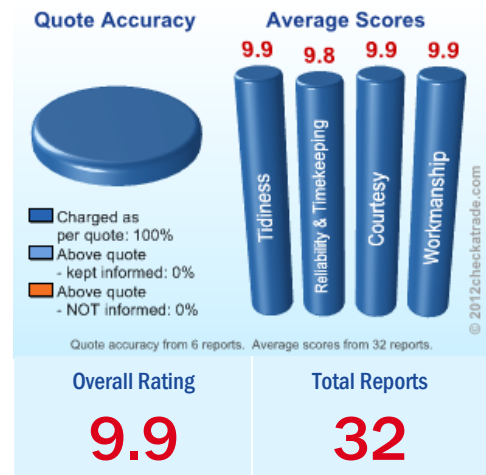 Quote Accuracy
Charged as
per quote: 100%
Above quote
- kept informed: 0%
Above quote
- NOT informed: 0%
Average Scores
9.9
9.8
9.9
9.9
Tidiness
Reliability & Timekeeping
Courtesy
Workmanship
© 2012checkatrade.com
Quote accuracy from 6 reports. Average scores from 32 reports.
Overall Rating
9.9
Total Reports
32